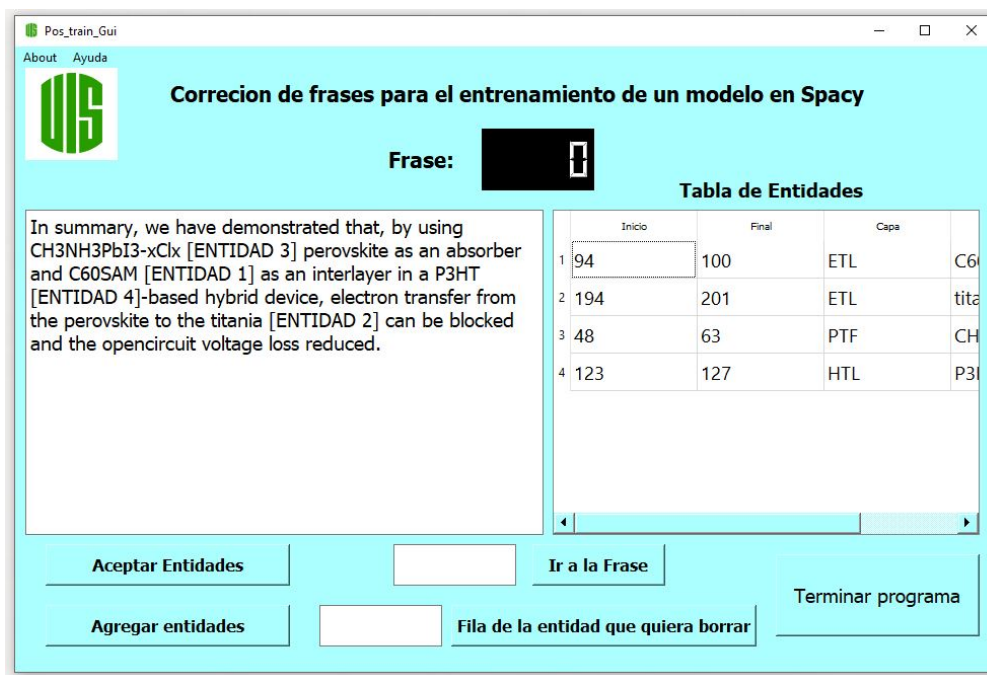 Pos_train_Gui
About Ayuda
UIS
Correcion de frases para el entrenamiento de un modelo en Spacy
Frase: 0
Tabla de Entidades
In summary, we have demonstrated that, by using
CH3NH3PbI3-xClx [ENTIDAD 3] perovskite as an absorber
and C60SAM [ENTIDAD 1] as an interlayer in a P3HT
[ENTIDAD 4]-based hybrid device, electron transfer from
the perovskite to the titania [ENTIDAD 2] can be blocked
and the opencircuit voltage loss reduced.
Inicio Final Capa
1 94 100 ETL C6
2 194 201 ETL tita
3 48 63 PTF CH
4 123 127 HTL P3
Aceptar Entidades
Ir a la Frase
Agregar entidades
Fila de la entidad que quiera borrar
Terminar programa